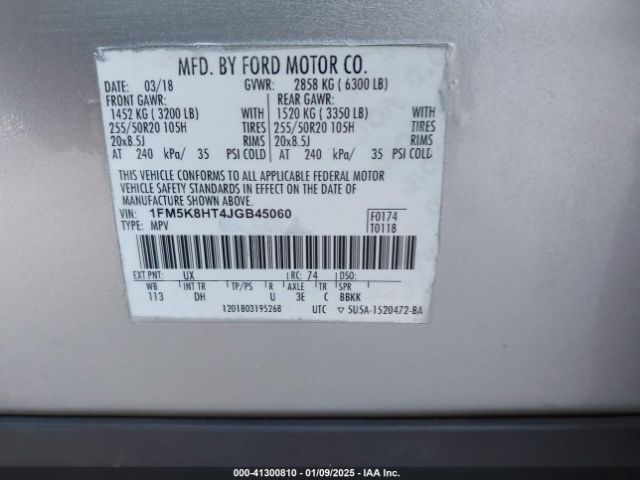 MFD. BY FORD MOTOR CO.
DATE: 03/18 GVWR: 2858 KG ( 6300 LB)
FRONT GAWR: REAR GAWR:
1452 KG ( 3200 LB) WITH 1520 KG ( 3350 LB) WITH
255/50R20 105H TIRES 255/50R20 105H TIRES
20x8.5J RIMS 20x8.5J RIMS
AT 240 kPa/ 35 PSI COLD AT 240 kPa/ 35 PSI COLD
THIS VEHICLE CONFORMS TO ALL APPLICABLE FEDERAL MOTOR
VEHICLE SAFETY STANDARDS IN EFFECT ON THE DATE OF
MANUFACTURE SHOWN ABOVE.
VIN: 1FM5K8HT4JGB45060 F0174
TYPE: MPV T0118
EXT PNT: UX RC: 74 DSO:
WB INT TR TP/PS R AXLE TR SPR
113 DH U 3E C BBKK
1201803195268 UTC ▽ 5U5A-1520472-BA
000-41300810 - 01/09/2025 - IAA Inc.